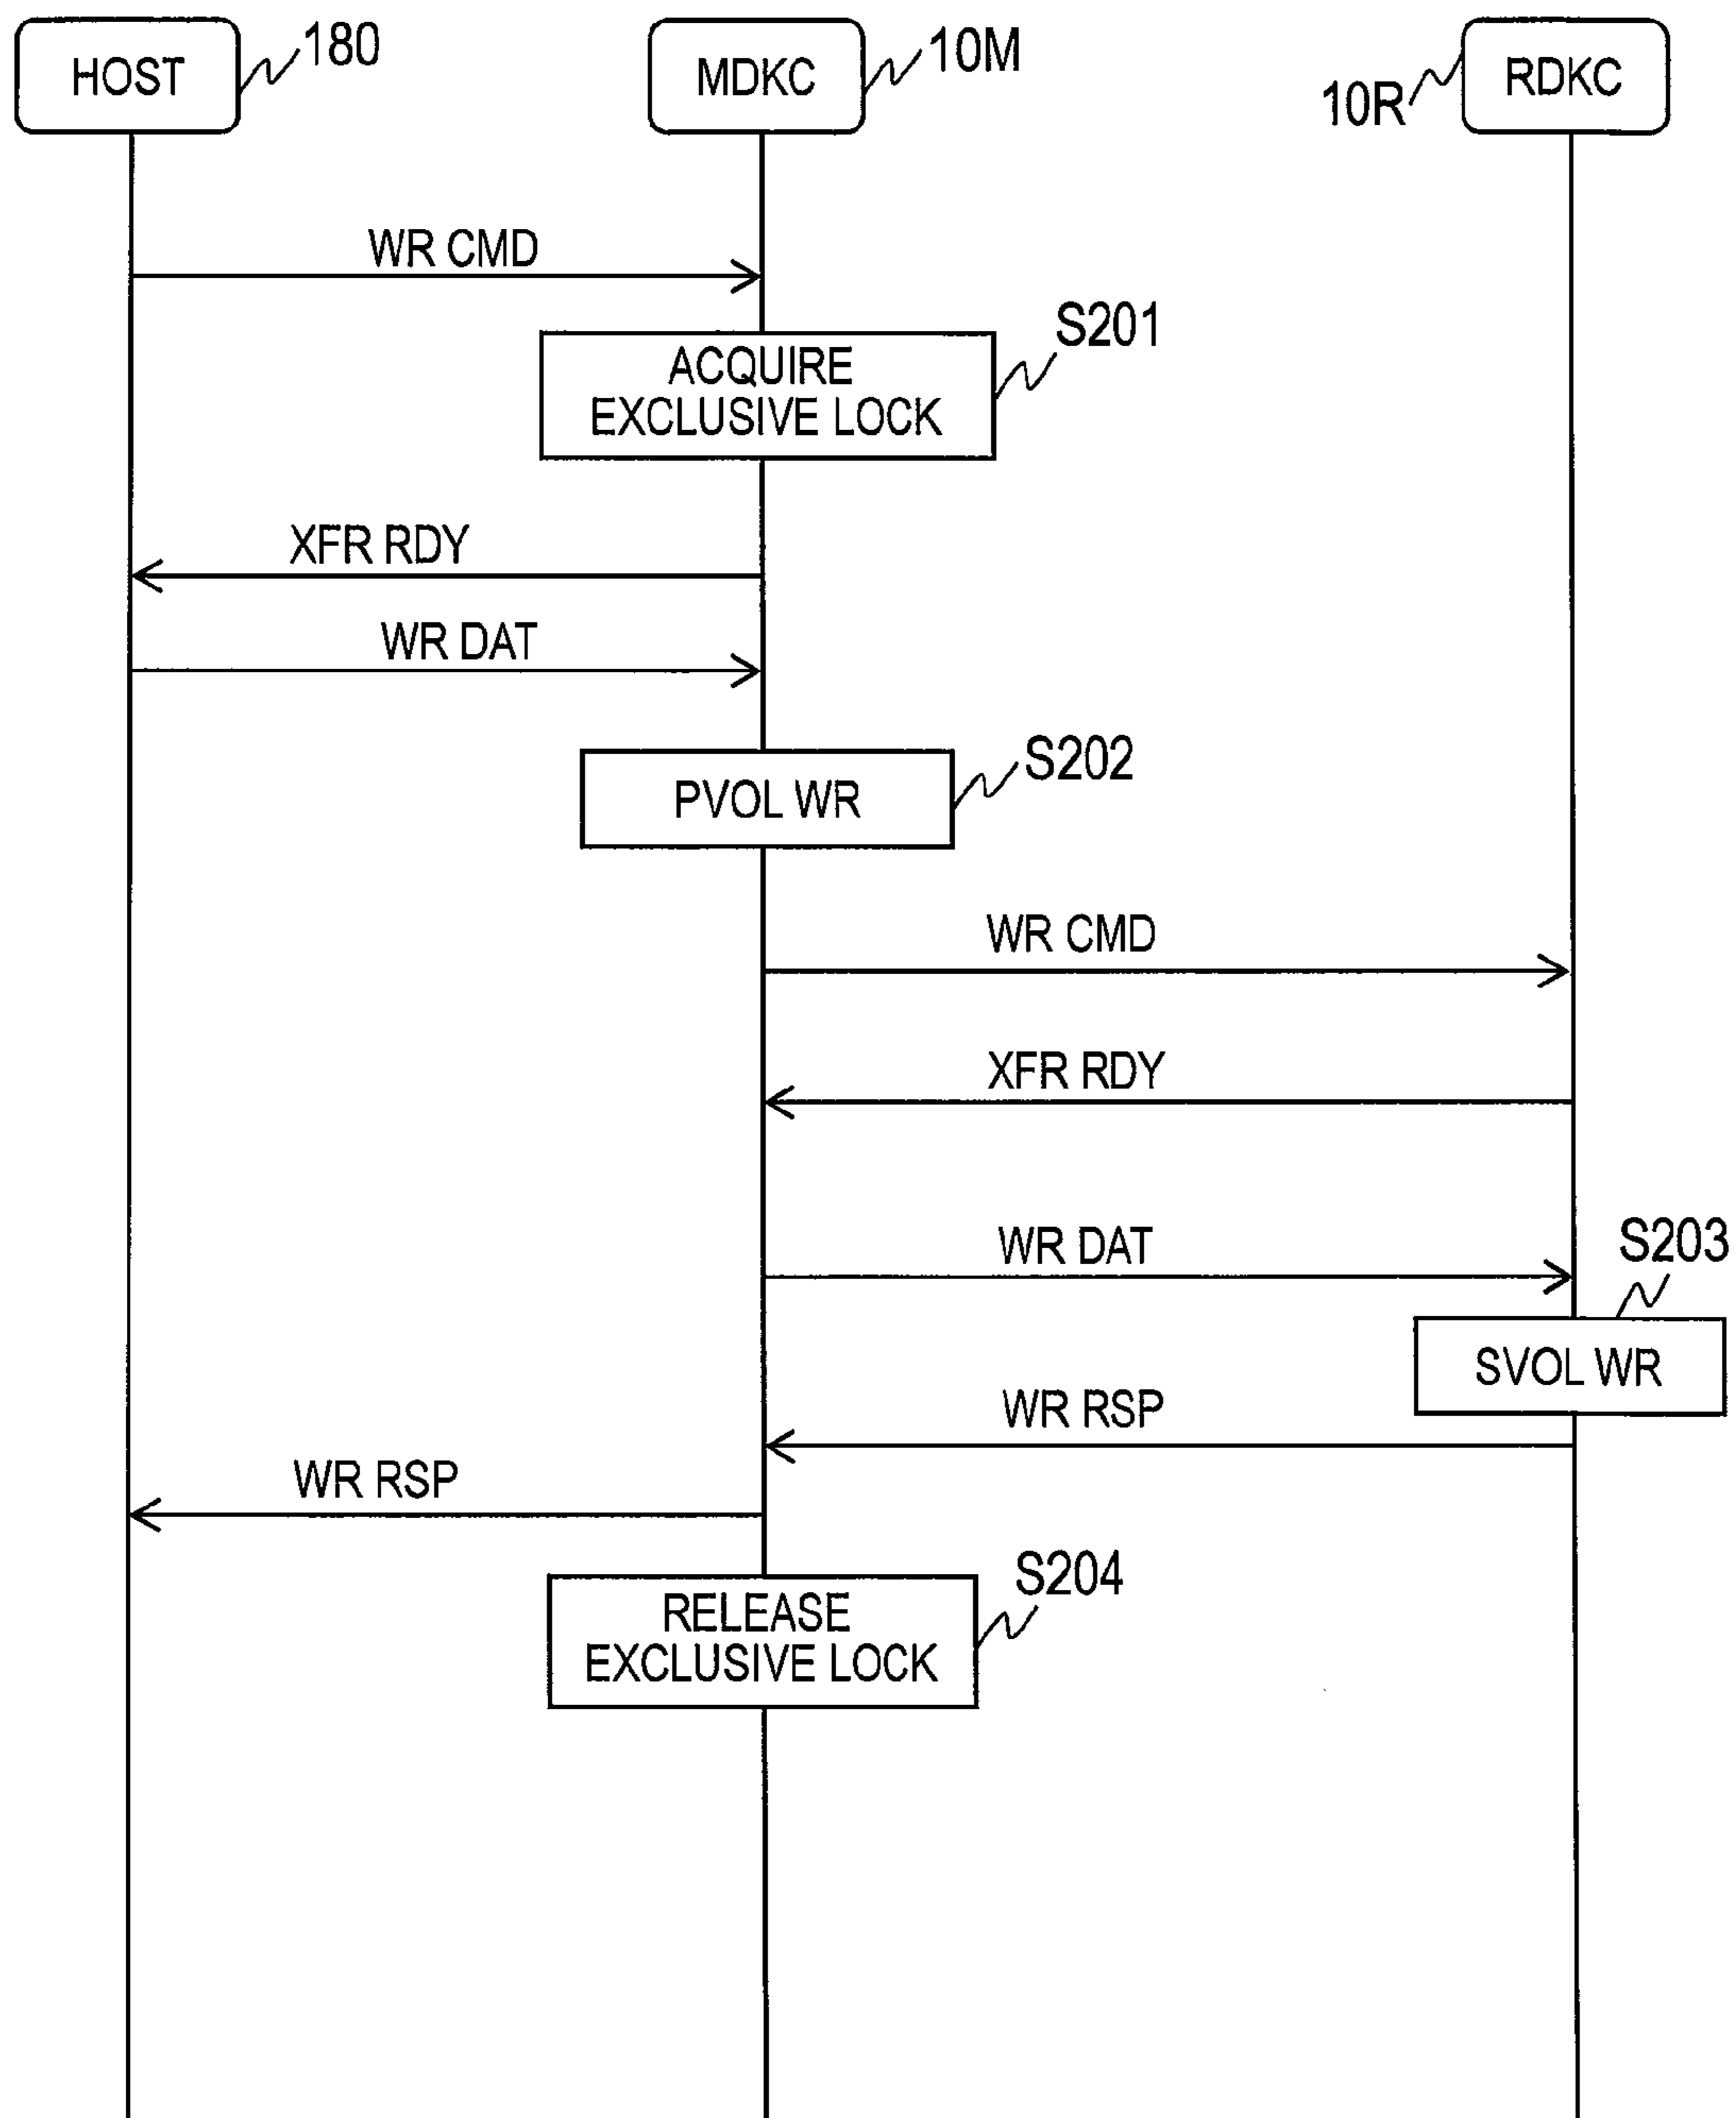 HOST
180
MDKC
10M
10R
RDKC
WR CMD
S201
ACQUIRE
EXCLUSIVE LOCK
XFR RDY
WR DAT
S202
PVOL WR
WR CMD
XFR RDY
WR DAT
S203
SVOL WR
WR RSP
WR RSP
S204
RELEASE
EXCLUSIVE LOCK